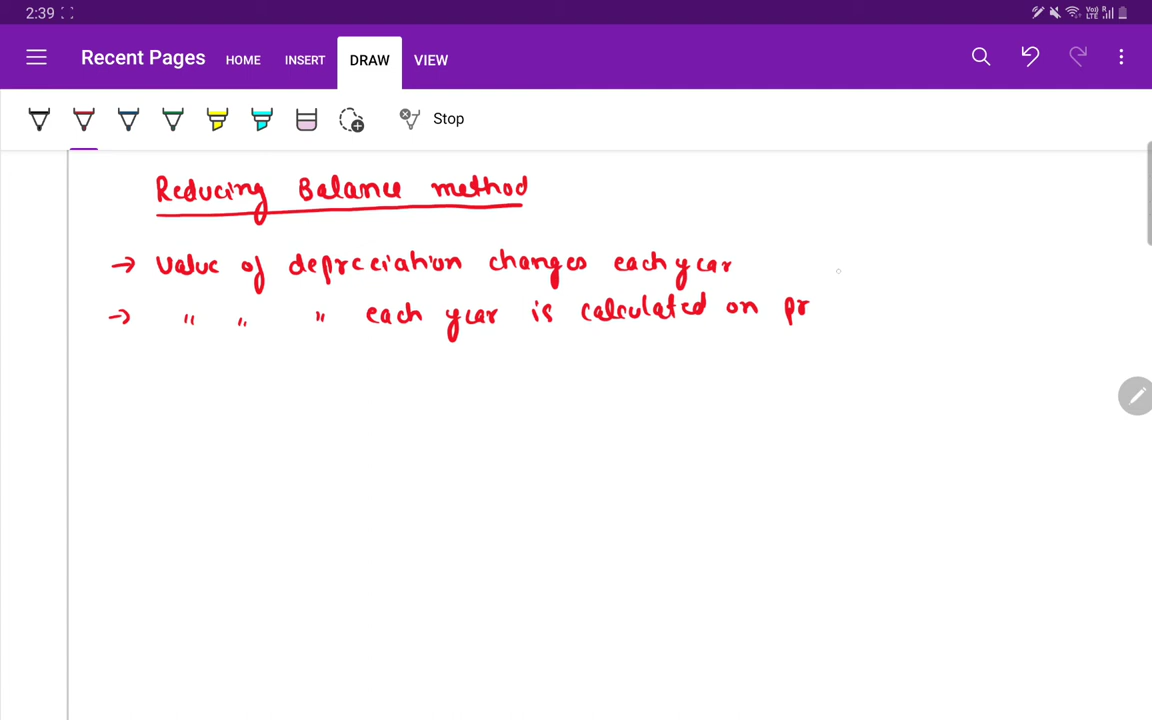 2:39
Recent Pages HOME INSERT DRAW VIEW
Stop
Reducing Balance method
→ Value of depreciation changes each year
→ " " " each year is calculated on pr